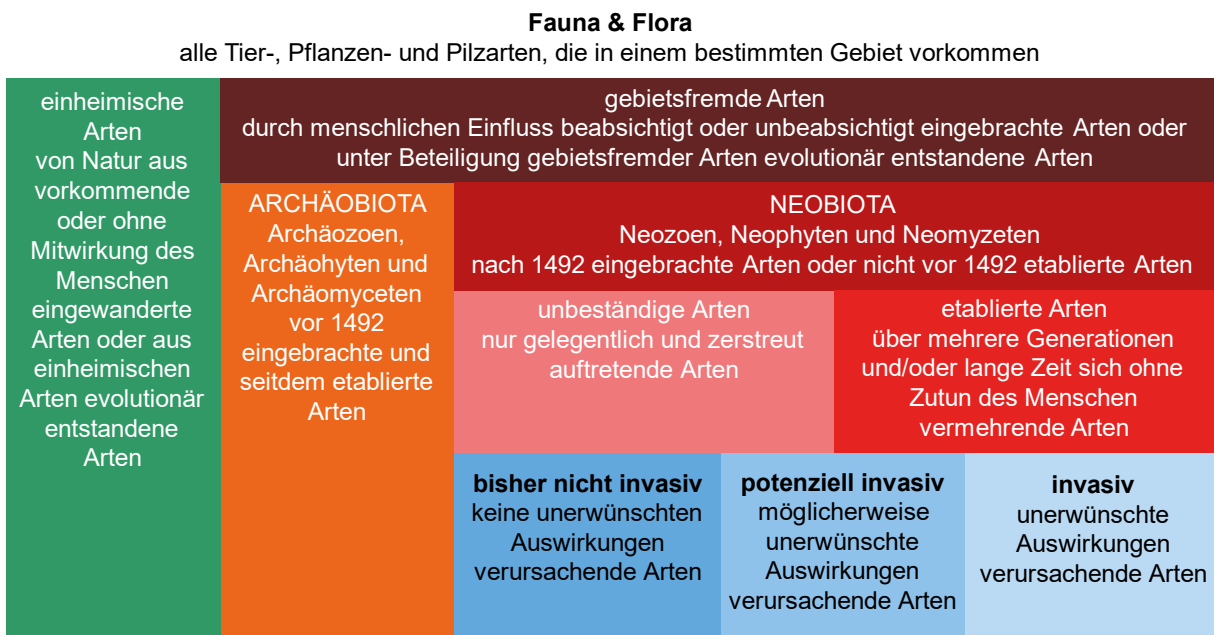 Fauna & Flora
alle Tier-, Pflanzen- und Pilzarten, die in einem bestimmten Gebiet vorkommen
einheimische
Arten
von Natur aus
vorkommende
oder ohne
Mitwirkung des
Menschen
eingewanderte
Arten oder aus
einheimischen
Arten evolutionär
entstandene
Arten
gebietsfremde Arten
durch menschlichen Einfluss beabsichtigt oder unbeabsichtigt eingebrachte Arten oder
unter Beteiligung gebietsfremder Arten evolutionär entstandene Arten
ARCHÄOBIOTA
Archäozoen,
Archäohyten und
Archäomyceten
vor 1492
eingebrachte und
seitdem etablierte
Arten
NEOBIOTA
Neozoen, Neophyten und Neomyzeten
nach 1492 eingebrachte Arten oder nicht vor 1492 etablierte Arten
unbeständige Arten
nur gelegentlich und zerstreut
auftretende Arten
etablierte Arten
über mehrere Generationen
und/oder lange Zeit sich ohne
Zutun des Menschen
vermehrende Arten
bisher nicht invasiv
keine unerwünschten
Auswirkungen
verursachende Arten
potenziell invasiv
möglicherweise
unerwünschte
Auswirkungen
verursachende Arten
invasiv
unerwünschte
Auswirkungen
verursachende Arten